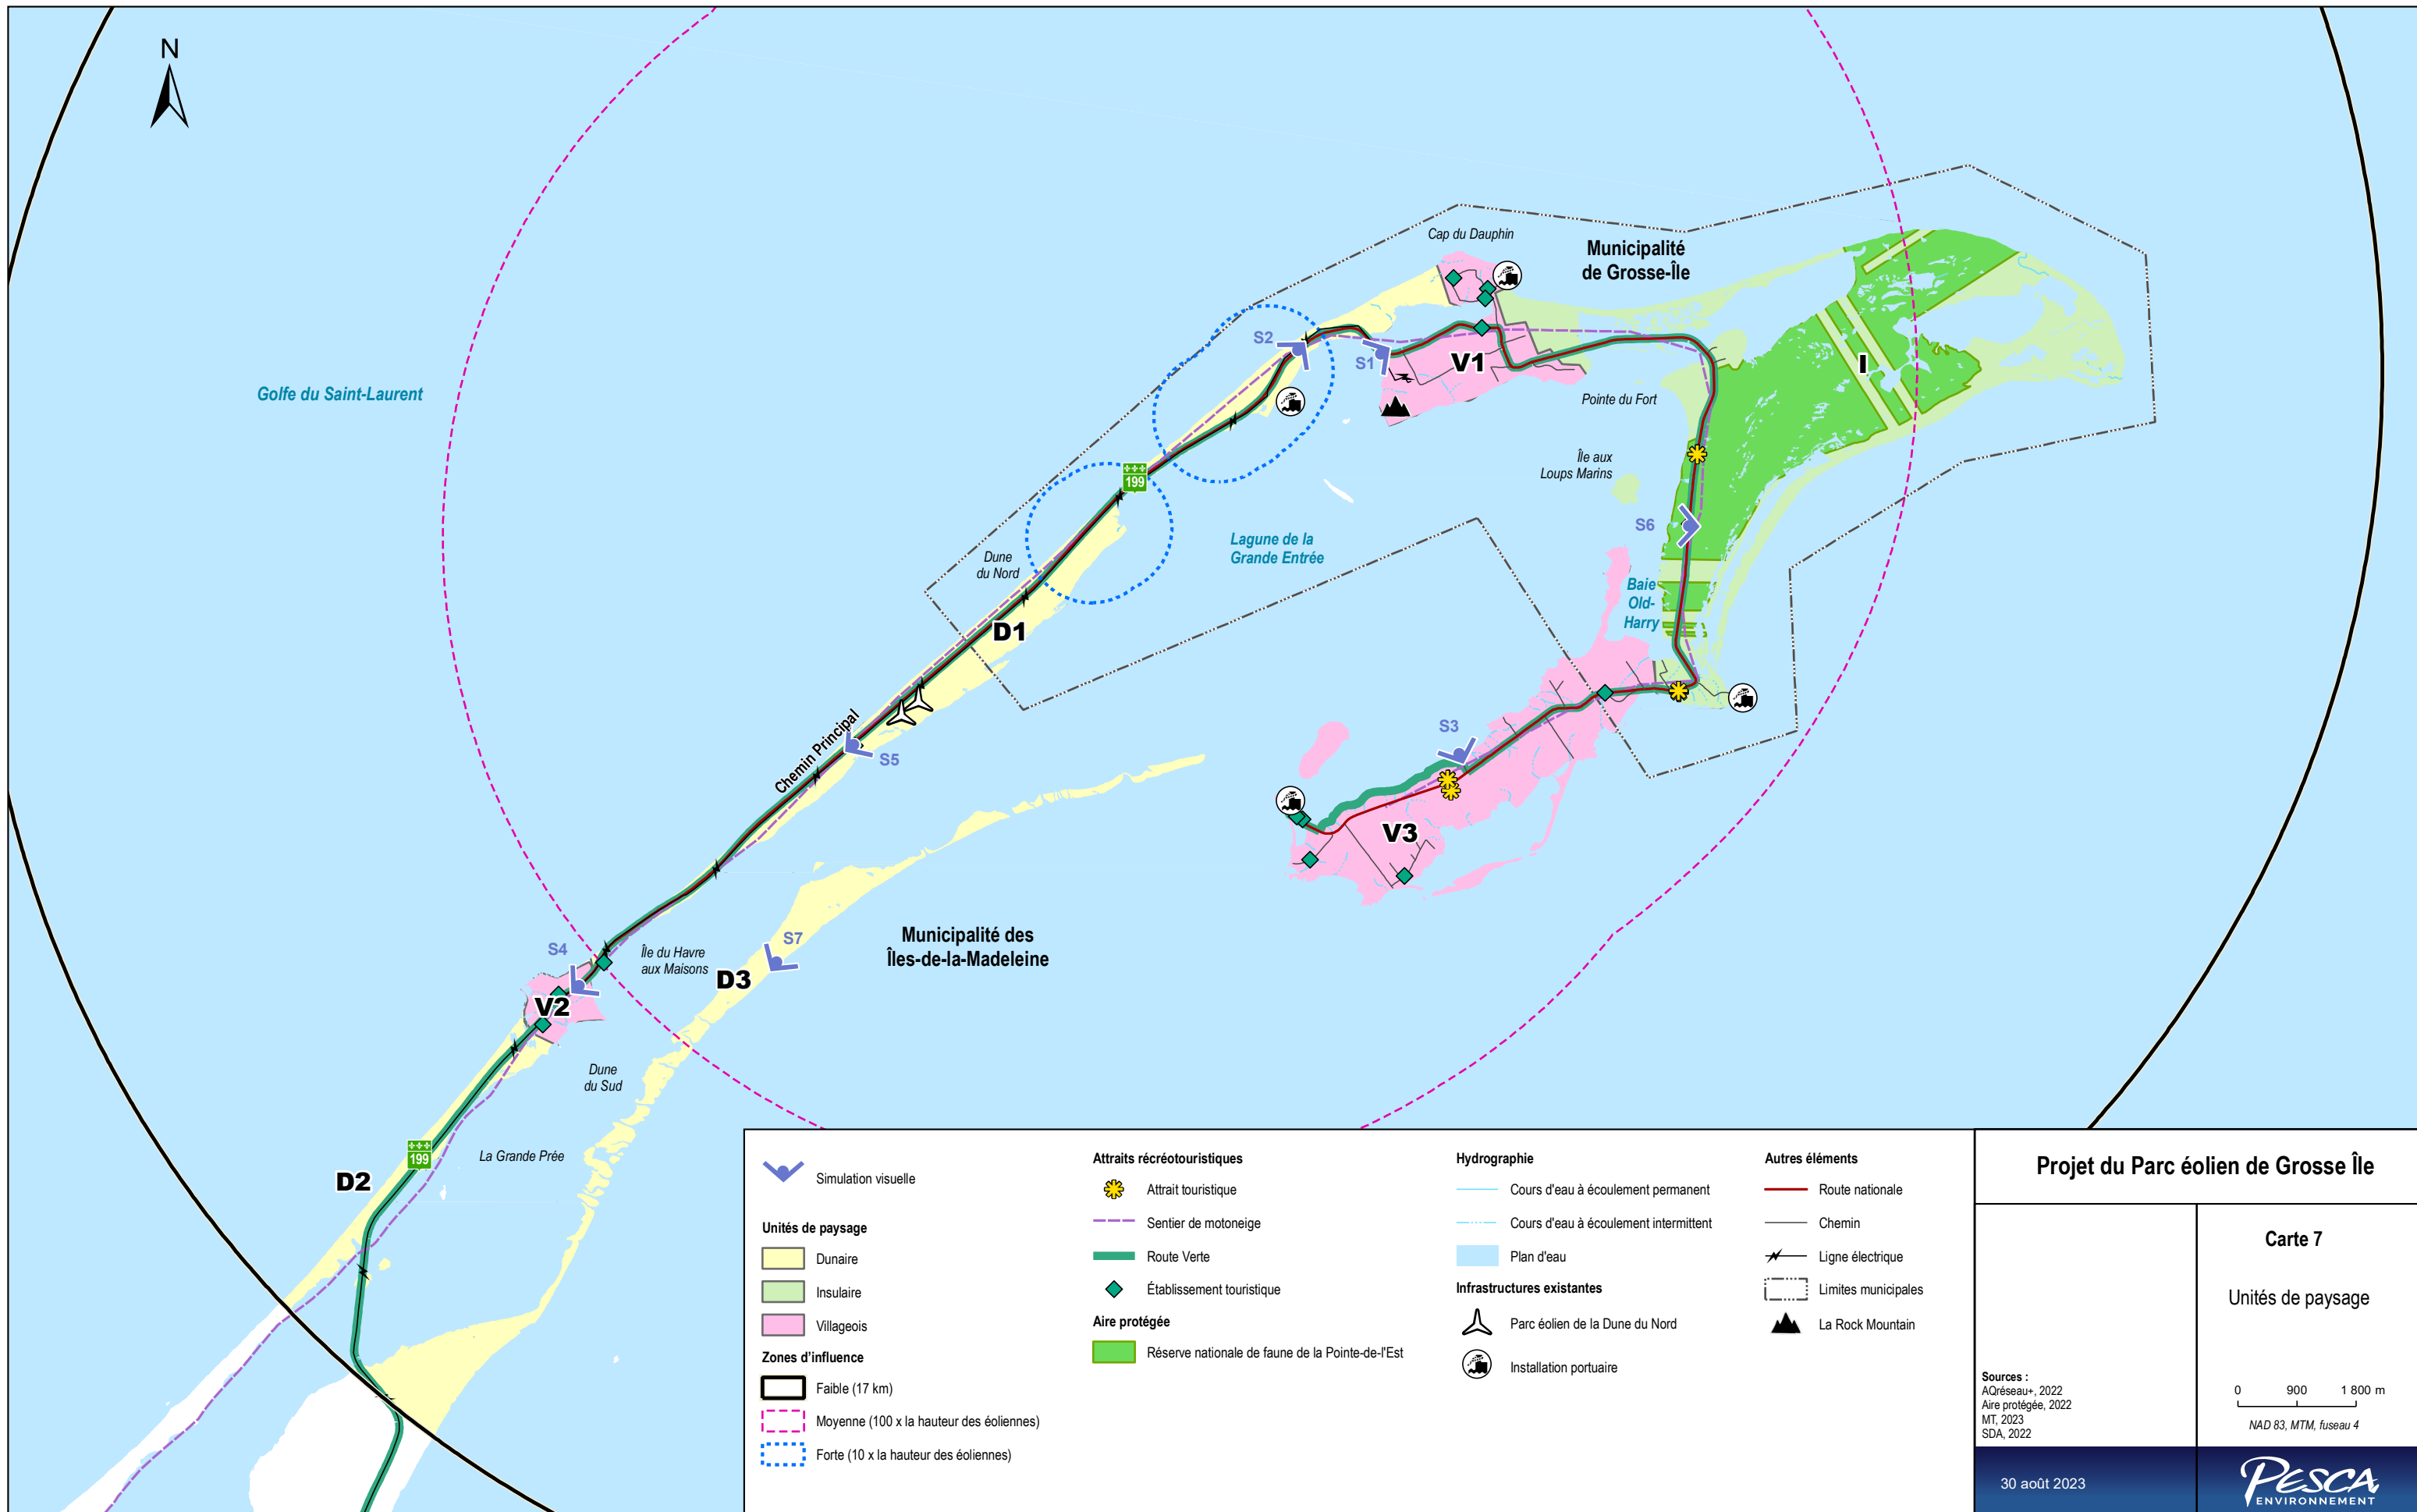 N
Cap du Dauphin
Municipalité
de Grosse-Île
S2
S1
V1
I
Golfe du Saint-Laurent
Pointe du Fort
Île aux
Loups Marins
199
S6
Lagune de la
Grande Entrée
Dune
du Nord
Baie
Old-
Harry
D1
Chemin Principal
S3
S5
V3
Municipalité des
Îles-de-la-Madeleine
S7
S4
Île du Havre
aux Maisons
D3
V2
Dune
du Sud
199
La Grande Prée
D2
Simulation visuelle
Unités de paysage
Dunaire
Insulaire
Villageois
Zones d'influence
Faible (17 km)
Moyenne (100 x la hauteur des éoliennes)
Forte (10 x la hauteur des éoliennes)
Attraits récréotouristiques
Attrait touristique
Sentier de motoneige
Route Verte
Établissement touristique
Aire protégée
Réserve nationale de faune de la Pointe-de-l'Est
Hydrographie
Cours d'eau à écoulement permanent
Cours d'eau à écoulement intermittent
Plan d'eau
Infrastructures existantes
Parc éolien de la Dune du Nord
Installation portuaire
Autres éléments
Route nationale
Chemin
Ligne électrique
Limites municipales
La Rock Mountain
Projet du Parc éolien de Grosse Île
Carte 7
Unités de paysage
Sources :
AQréseau+, 2022
Aire protégée, 2022
MT, 2023
SDA, 2022
0 900 1 800 m
NAD 83, MTM, fuseau 4
30 août 2023
PESCA
ENVIRONNEMENT